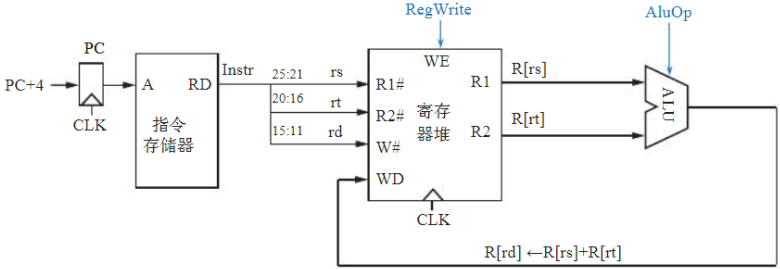 RegWrite
AluOp
PC
PC+4
CLK
A
RD
指令
存储器
Instr
25:21
rs
20:16
rt
15:11
rd
WE
R1#
R2#
W#
WD
寄存
器堆
R1
R2
CLK
R[rs]
R[rt]
ALU
R[rd] ←R[rs]+R[rt]